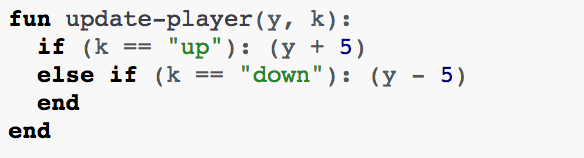 fun update-player(y, k):
  if (k == "up"): (y + 5)
  else if (k == "down"): (y - 5)
  end
end